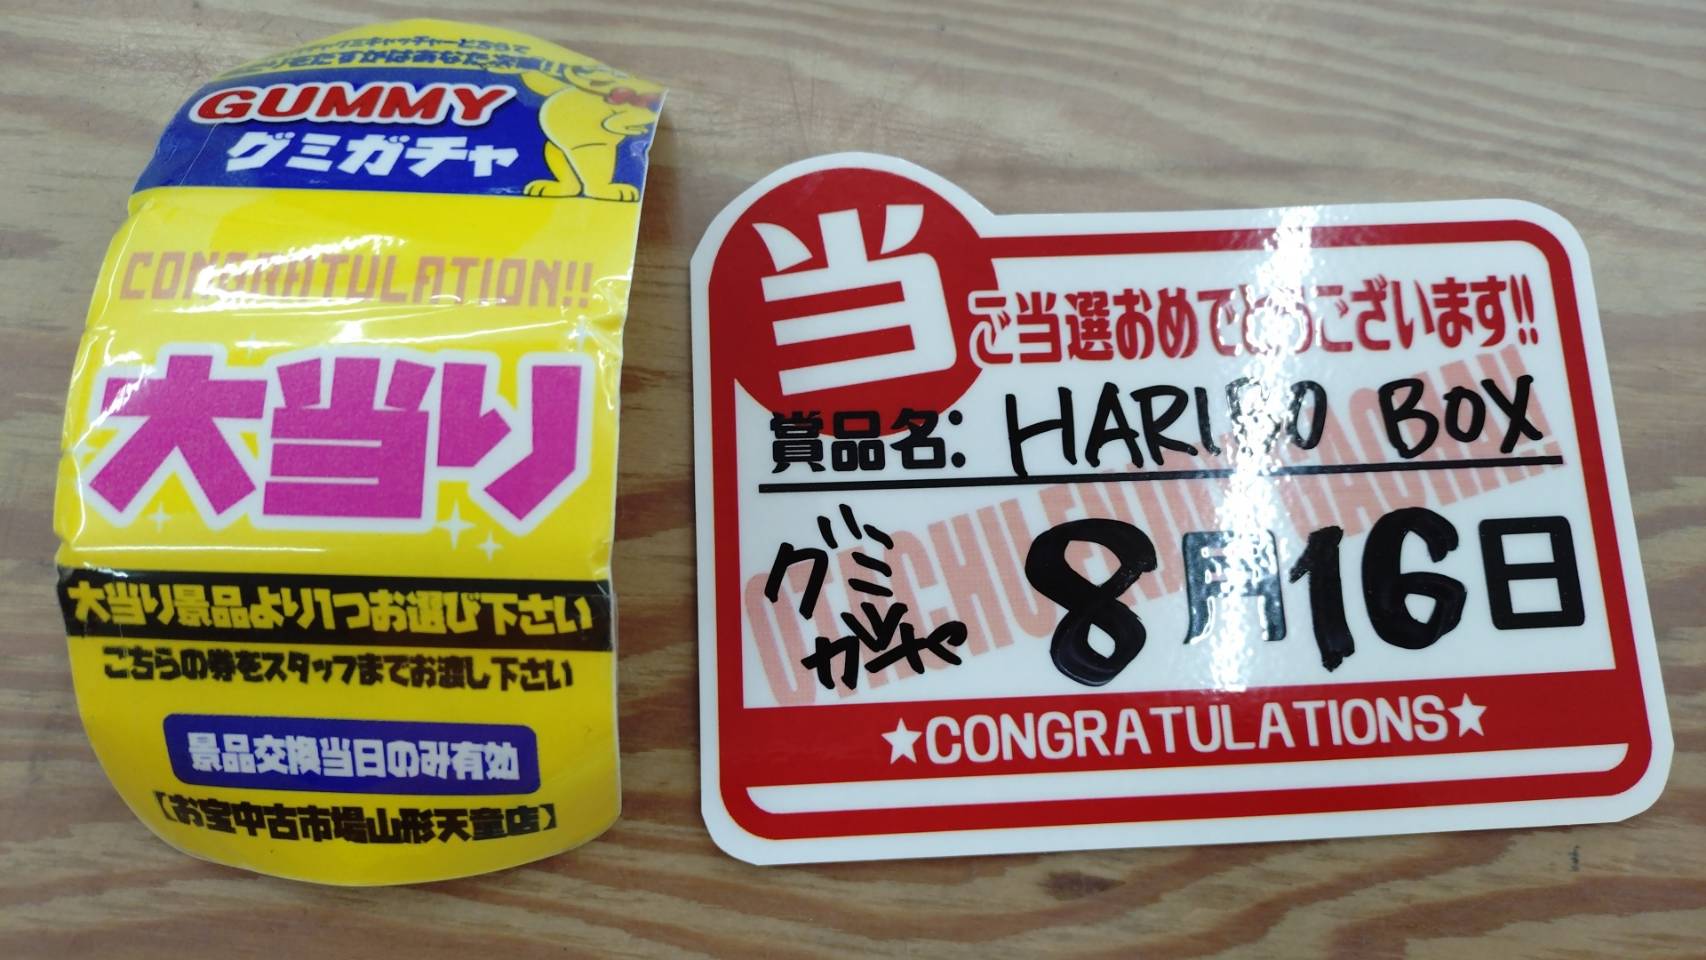 GUMMY
グミガチャ
CONGRATULATION!!
大当り
大当り景品より1つお選び下さい
こちらの券をスタッフまでお渡し下さい
景品交換当日のみ有効
【お宝中古市場山形天童店】
当
ご当選おめでとうございます!!
賞品名: HARIBO BOX
グミガチャ
8月16日
★CONGRATULATIONS★